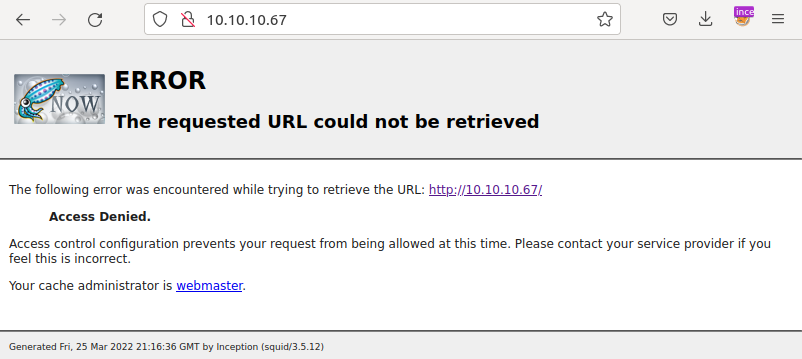 10.10.10.67
ince
NOW
ERROR
The requested URL could not be retrieved
The following error was encountered while trying to retrieve the URL: http://10.10.10.67/
Access Denied.
Access control configuration prevents your request from being allowed at this time. Please contact your service provider if you
feel this is incorrect.
Your cache administrator is webmaster.
Generated Fri, 25 Mar 2022 21:16:36 GMT by Inception (squid/3.5.12)